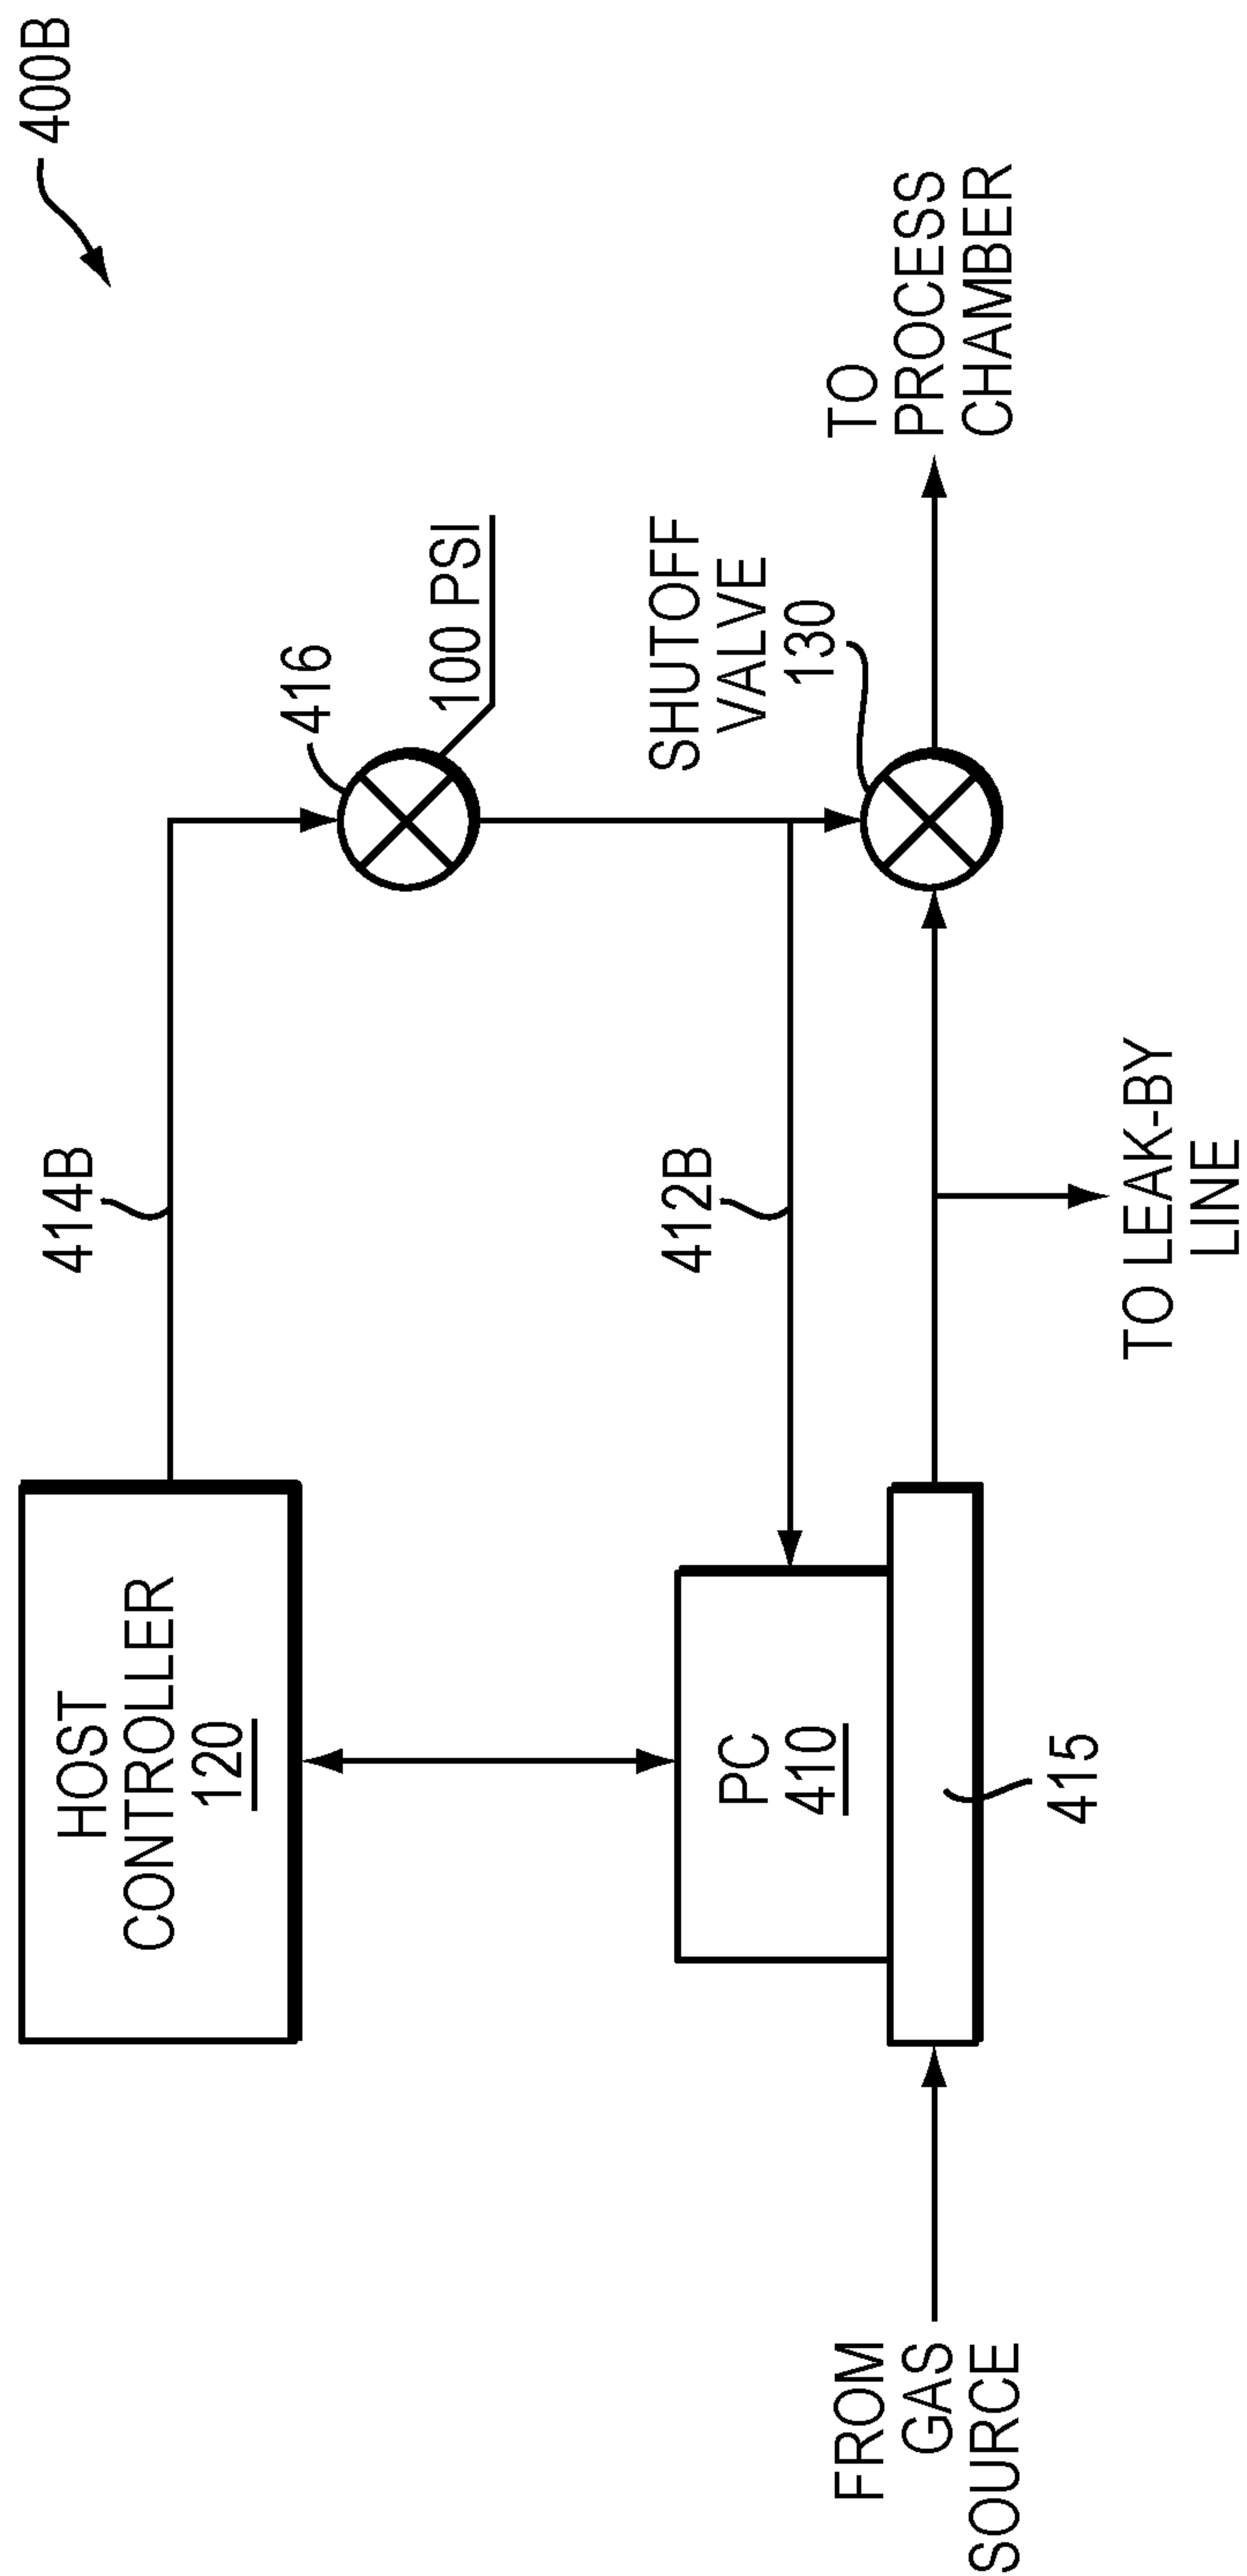 400B
HOST
CONTROLLER
120
414B
416
100 PSI
PC
410
412B
SHUTOFF
VALVE
130
FROM
GAS
SOURCE
415
TO LEAK-BY
LINE
TO
PROCESS
CHAMBER